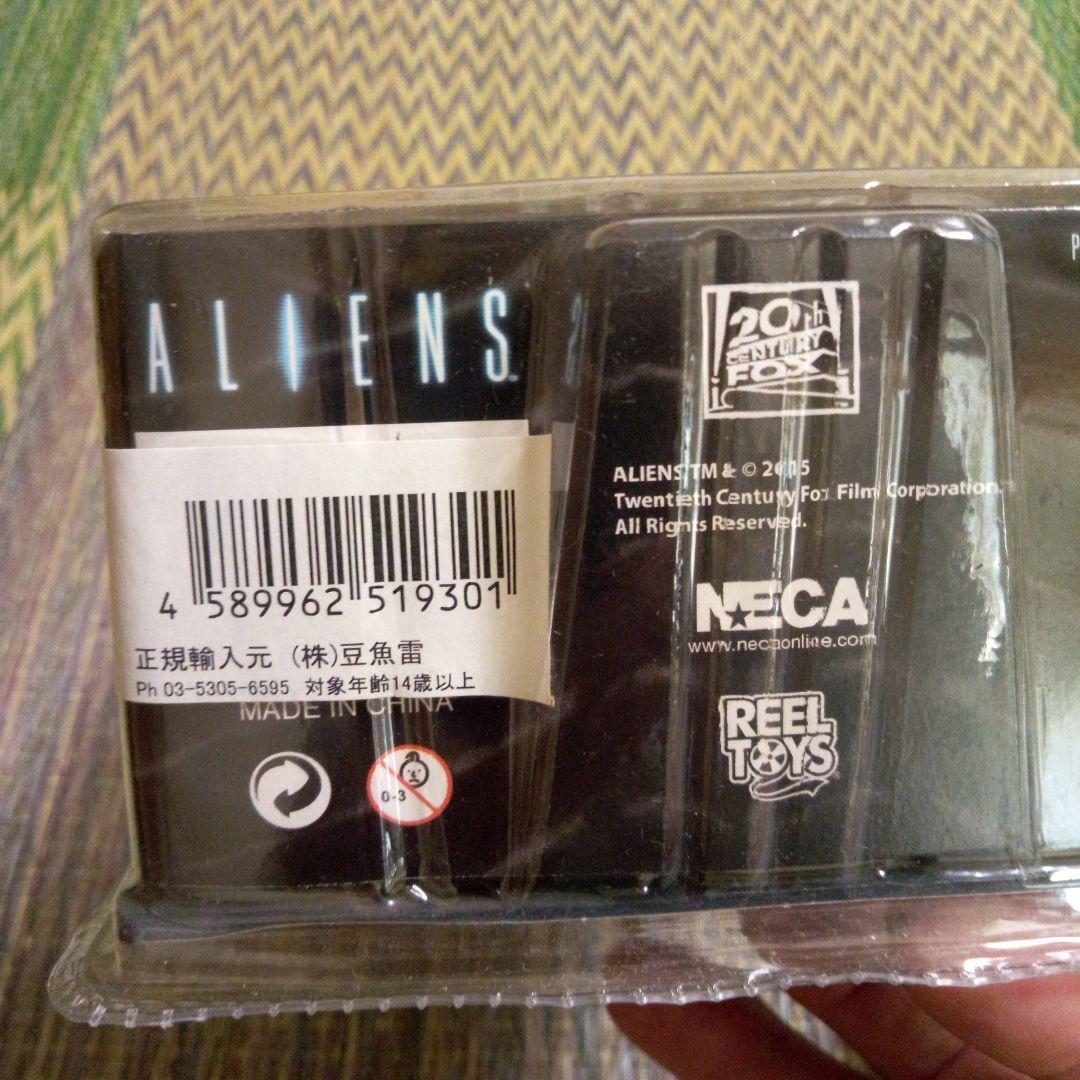 ALIENS™
4 589962 519301
正規輸入元 (株)豆魚雷
Ph 03-5305-6595 対象年齢14歳以上
MADE IN CHINA
0-3
20th
CENTURY
FOX
ALIENS TM & © 2015
Twentieth Century Fox Film Corporation.
All Rights Reserved.
NECA
www.necaonline.com
REEL
TOYS